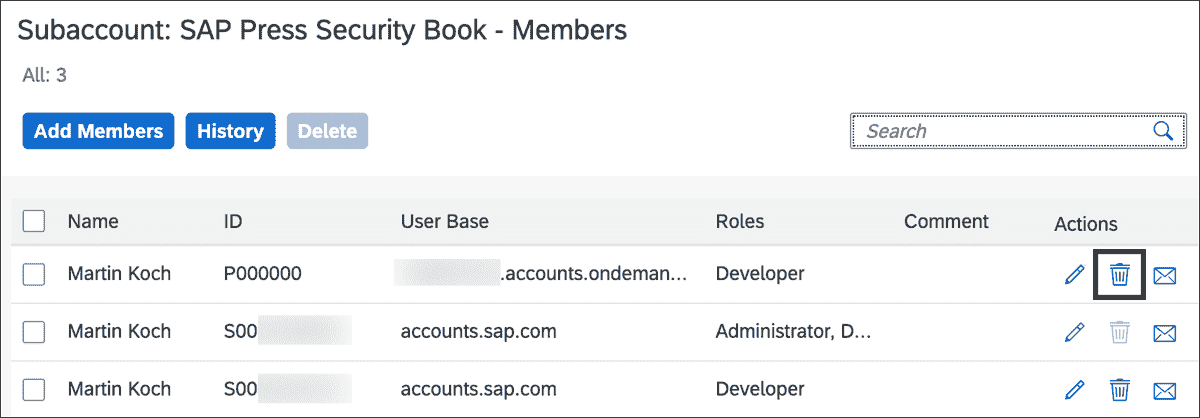 Subaccount: SAP Press Security Book - Members
All: 3
Add Members History Delete Search
Name ID User Base Roles Comment Actions
Martin Koch P000000 .accounts.ondeman... Developer
Martin Koch S00 accounts.sap.com Administrator, D...
Martin Koch S00 accounts.sap.com Developer